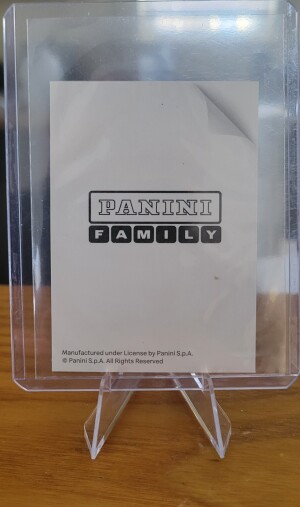 PANINI
FAMILY
Manufactured under License by Panini S.p.A.
© Panini S.p.A. All Rights Reserved